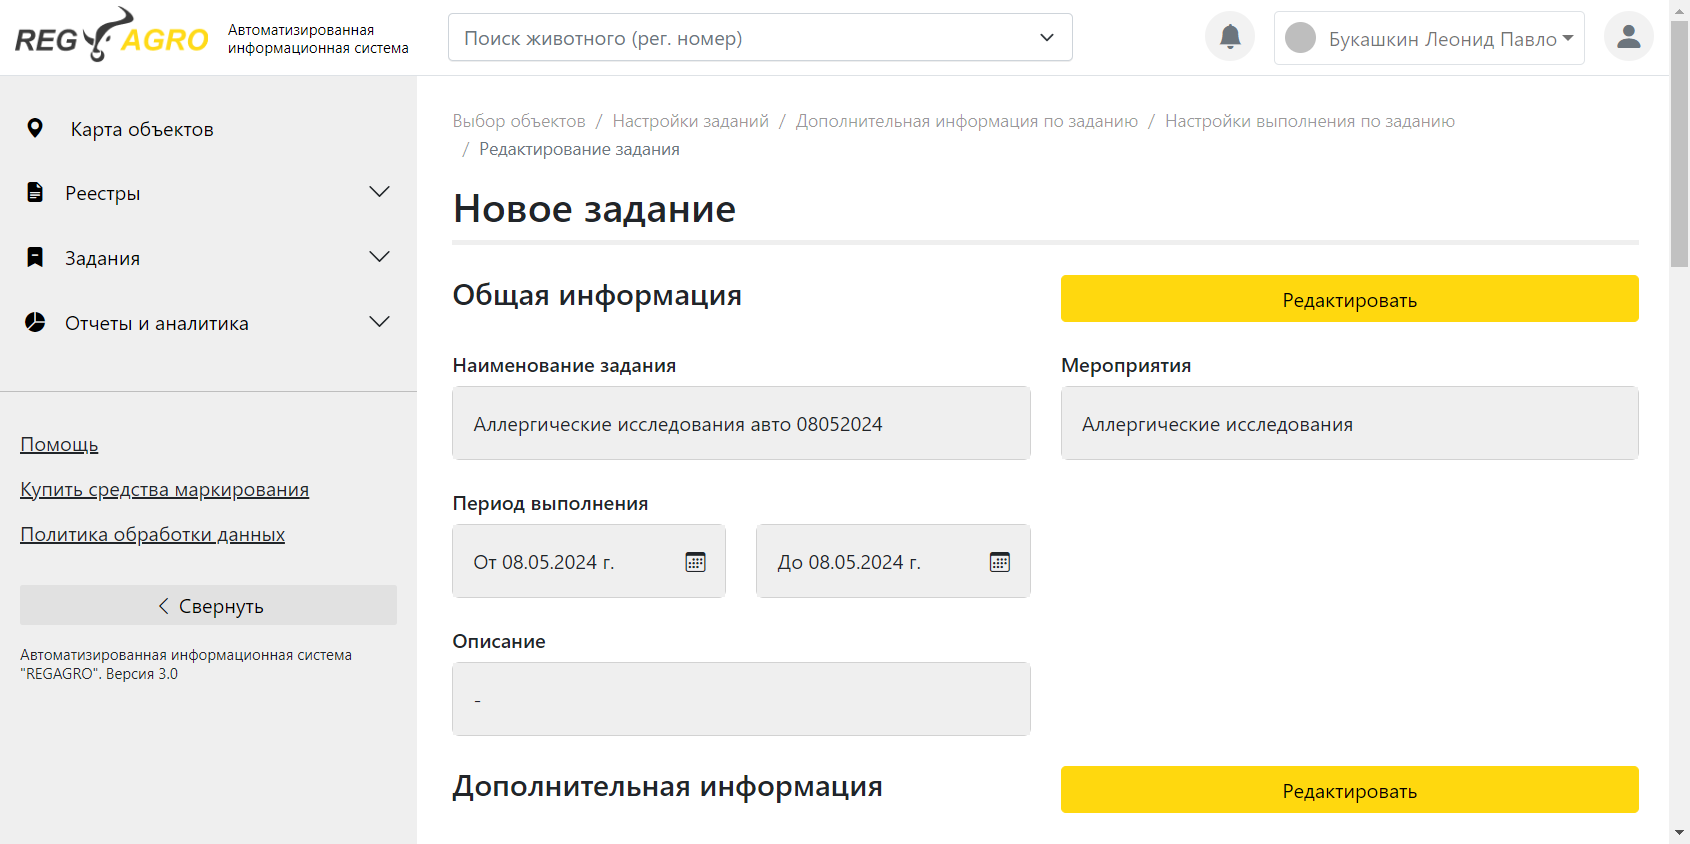 REG AGRO
Автоматизированная
информационная система
Поиск животного (рег. номер)
Букашкин Леонид Павло
Карта объектов
Реестры
Задания
Отчеты и аналитика
Помощь
Купить средства маркирования
Политика обработки данных
Свернуть
Автоматизированная информационная система
"REGAGRO". Версия 3.0
Выбор объектов / Настройки заданий / Дополнительная информация по заданию / Настройки выполнения по заданию
/ Редактирование задания
Новое задание
Общая информация
Редактировать
Наименование задания
Аллергические исследования авто 08052024
Мероприятия
Аллергические исследования
Период выполнения
От 08.05.2024 г.
До 08.05.2024 г.
Описание
-
Дополнительная информация
Редактировать